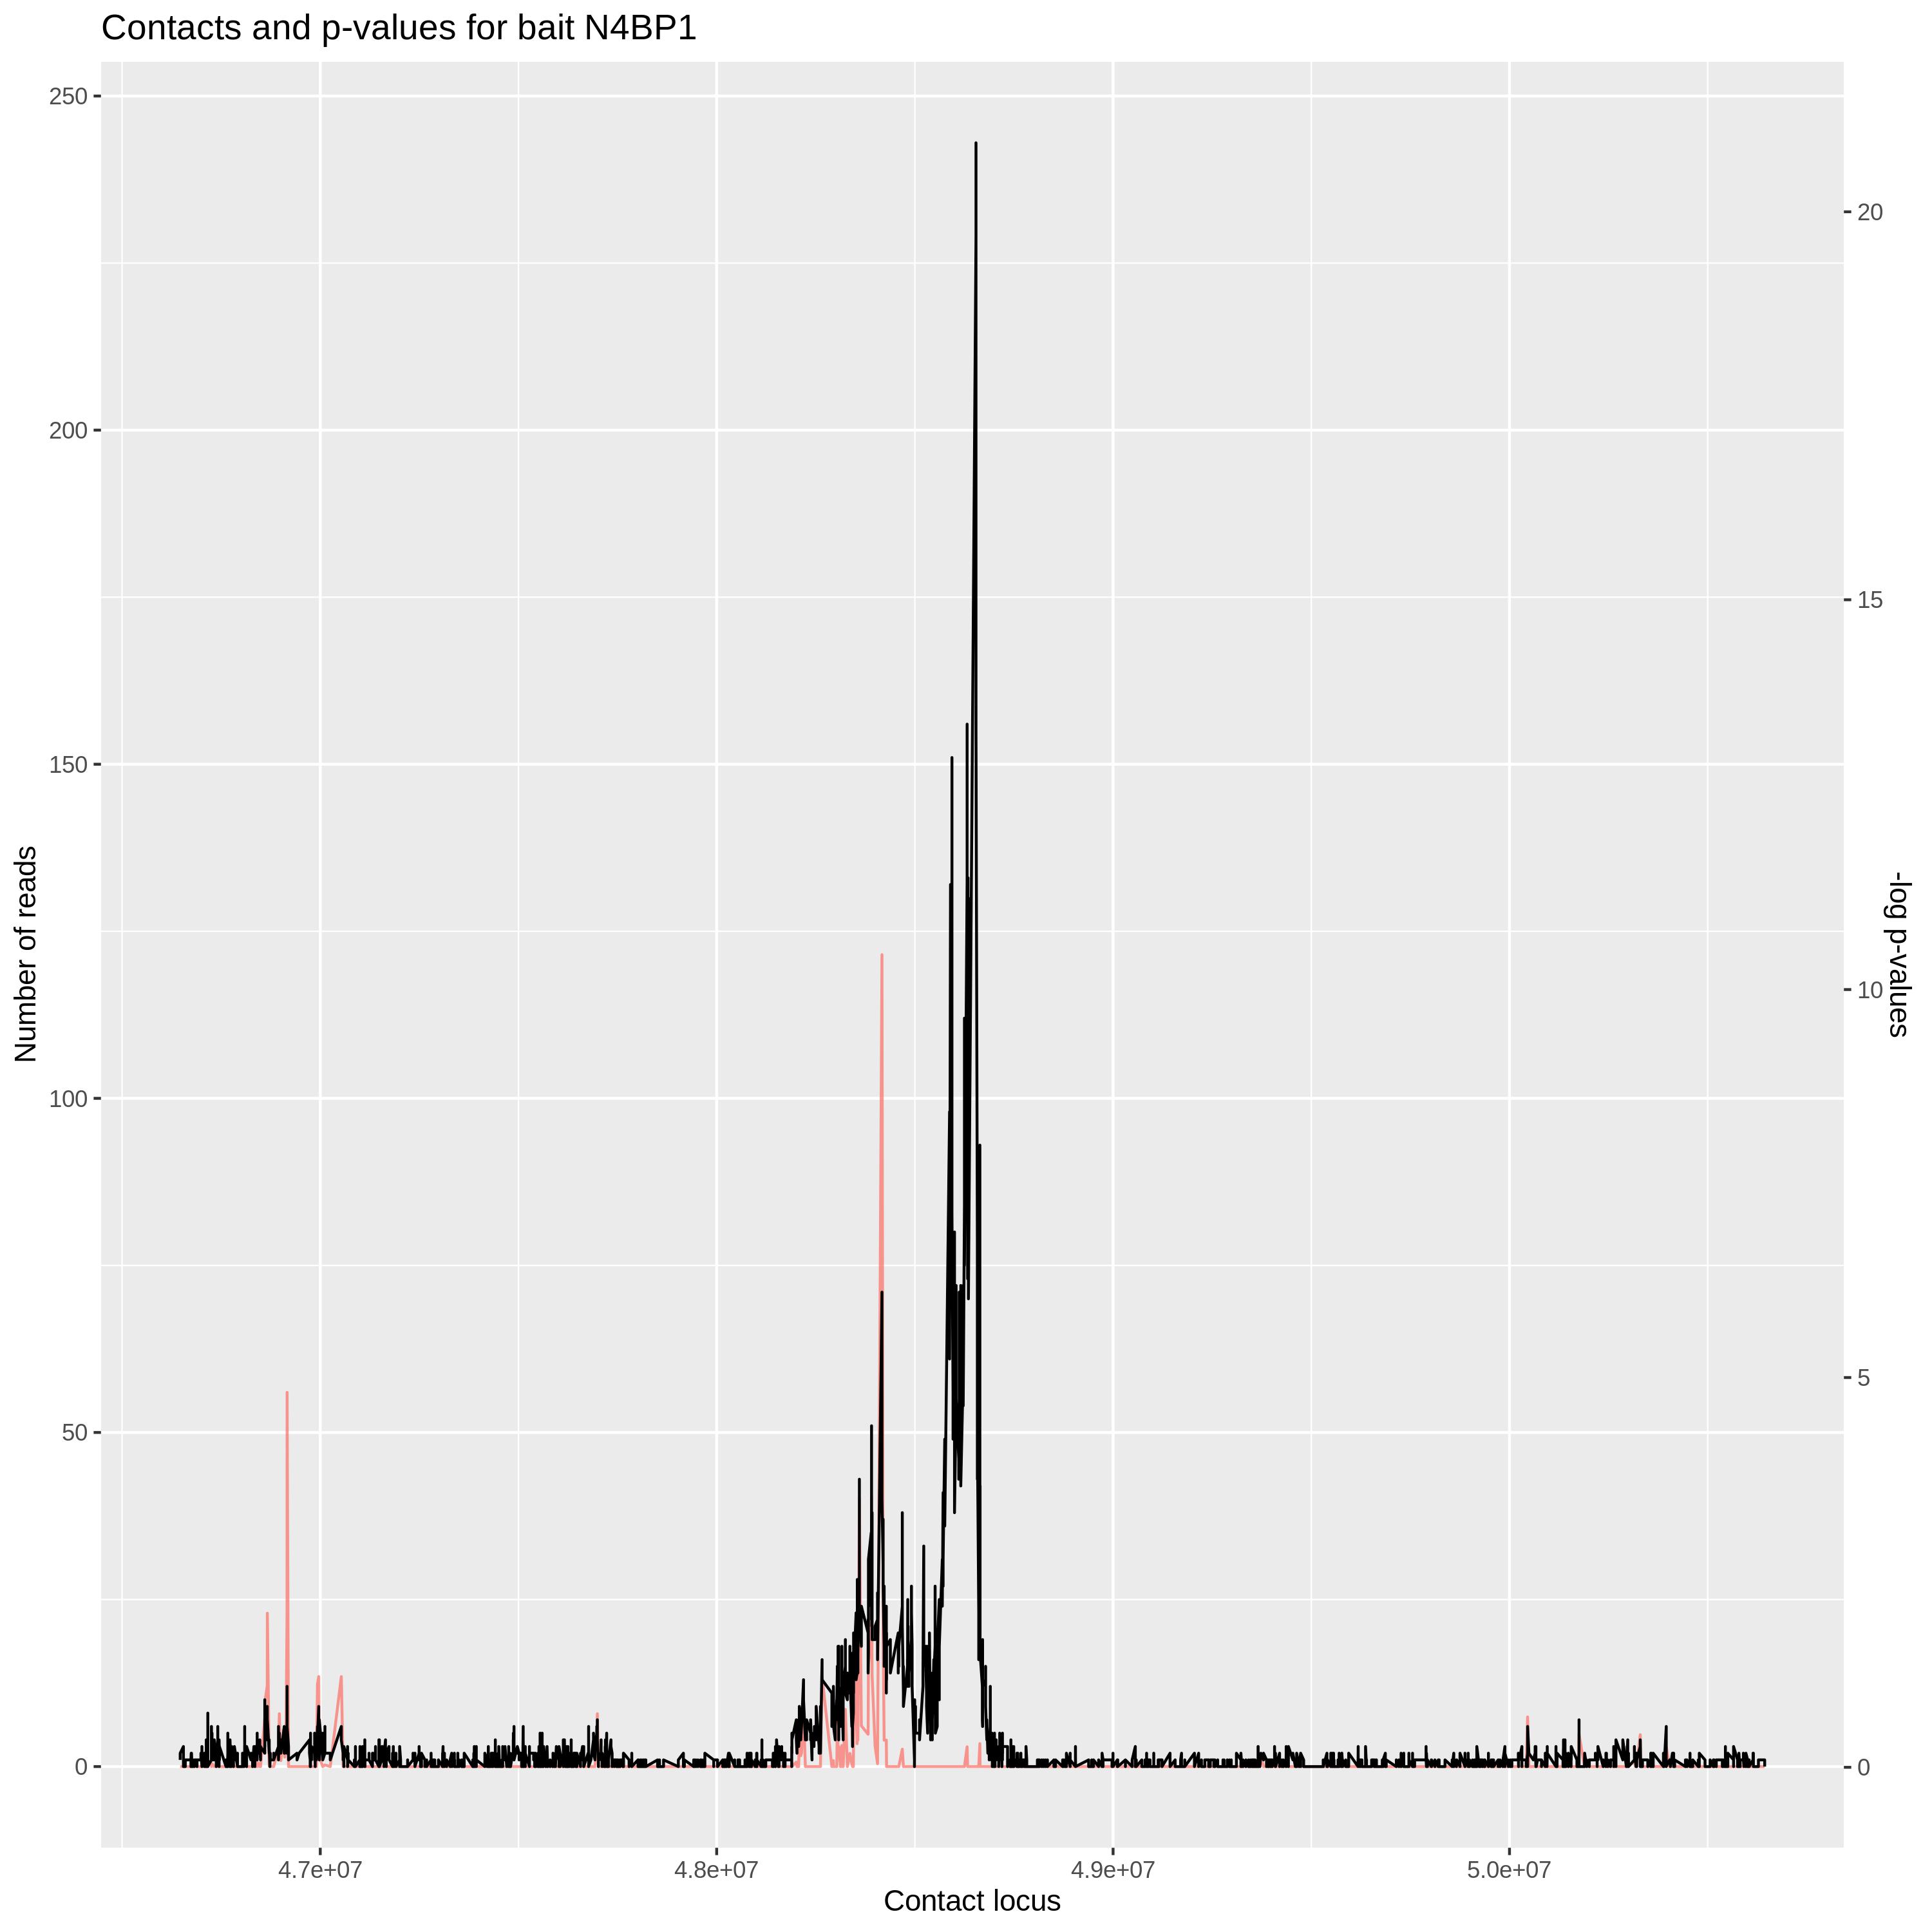 Contacts and p-values for bait N4BP1
250
200
150
100
50
0
Number of reads
20
15
10
5
0
-log p-values
4.7e+07
4.8e+07
4.9e+07
5.0e+07
Contact locus